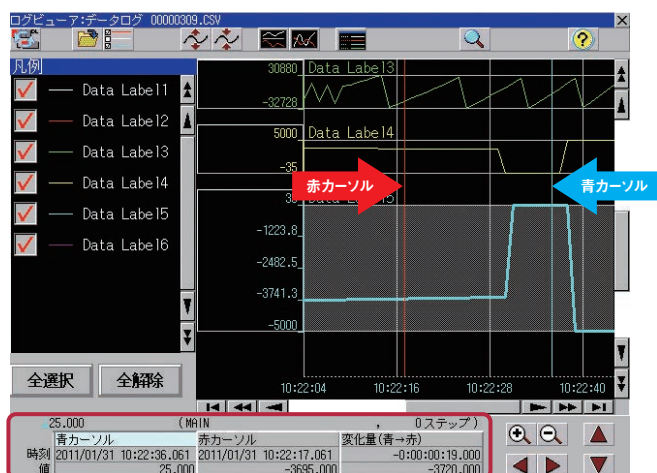 ログビューア:データログ 00000309.CSV
凡例
Data Label1
Data Label2
Data Label3
Data Label4
Data Label5
Data Label6
全選択 全解除
30880 Data Label3
-32728
5000 Data Label4
-35
赤カーソル
青カーソル
-1223.8
-2482.5
-3741.3
-5000
10:22:04 10:22:16 10:22:28 10:22:40
25.000 (MAIN , 0ステップ)
青カーソル 赤カーソル 変化量(青→赤)
時刻 2011/01/31 10:22:36.061 2011/01/31 10:22:17.061 -0:00:00:19.000
値 25.000 -3695.000 -3720.000